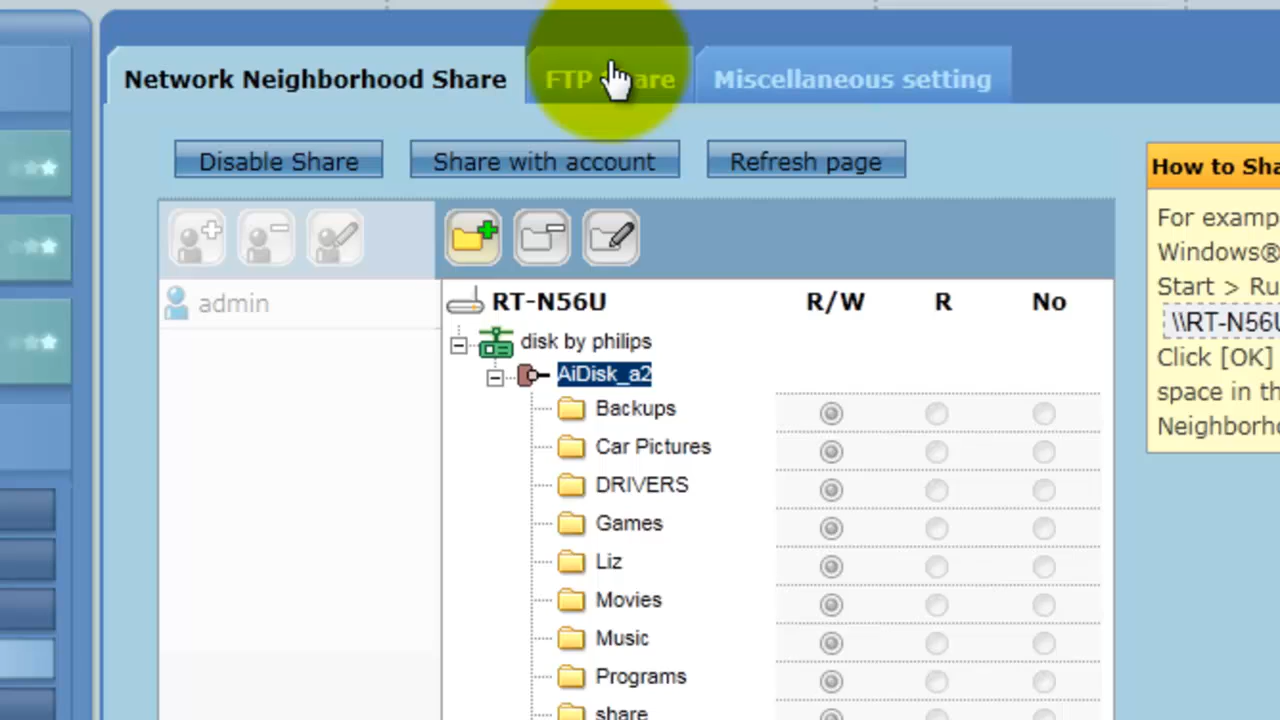 Network Neighborhood Share
FTP Share
Miscellaneous setting
Disable Share
Share with account
Refresh page
How to Sha
admin
RT-N56U R/W R No
disk by philips
AiDisk_a2
Backups
Car Pictures
DRIVERS
Games
Liz
Movies
Music
Programs
share
For examp
Windows®
Start > Ru
\\RT-N56U
Click [OK]
space in th
Neighborho